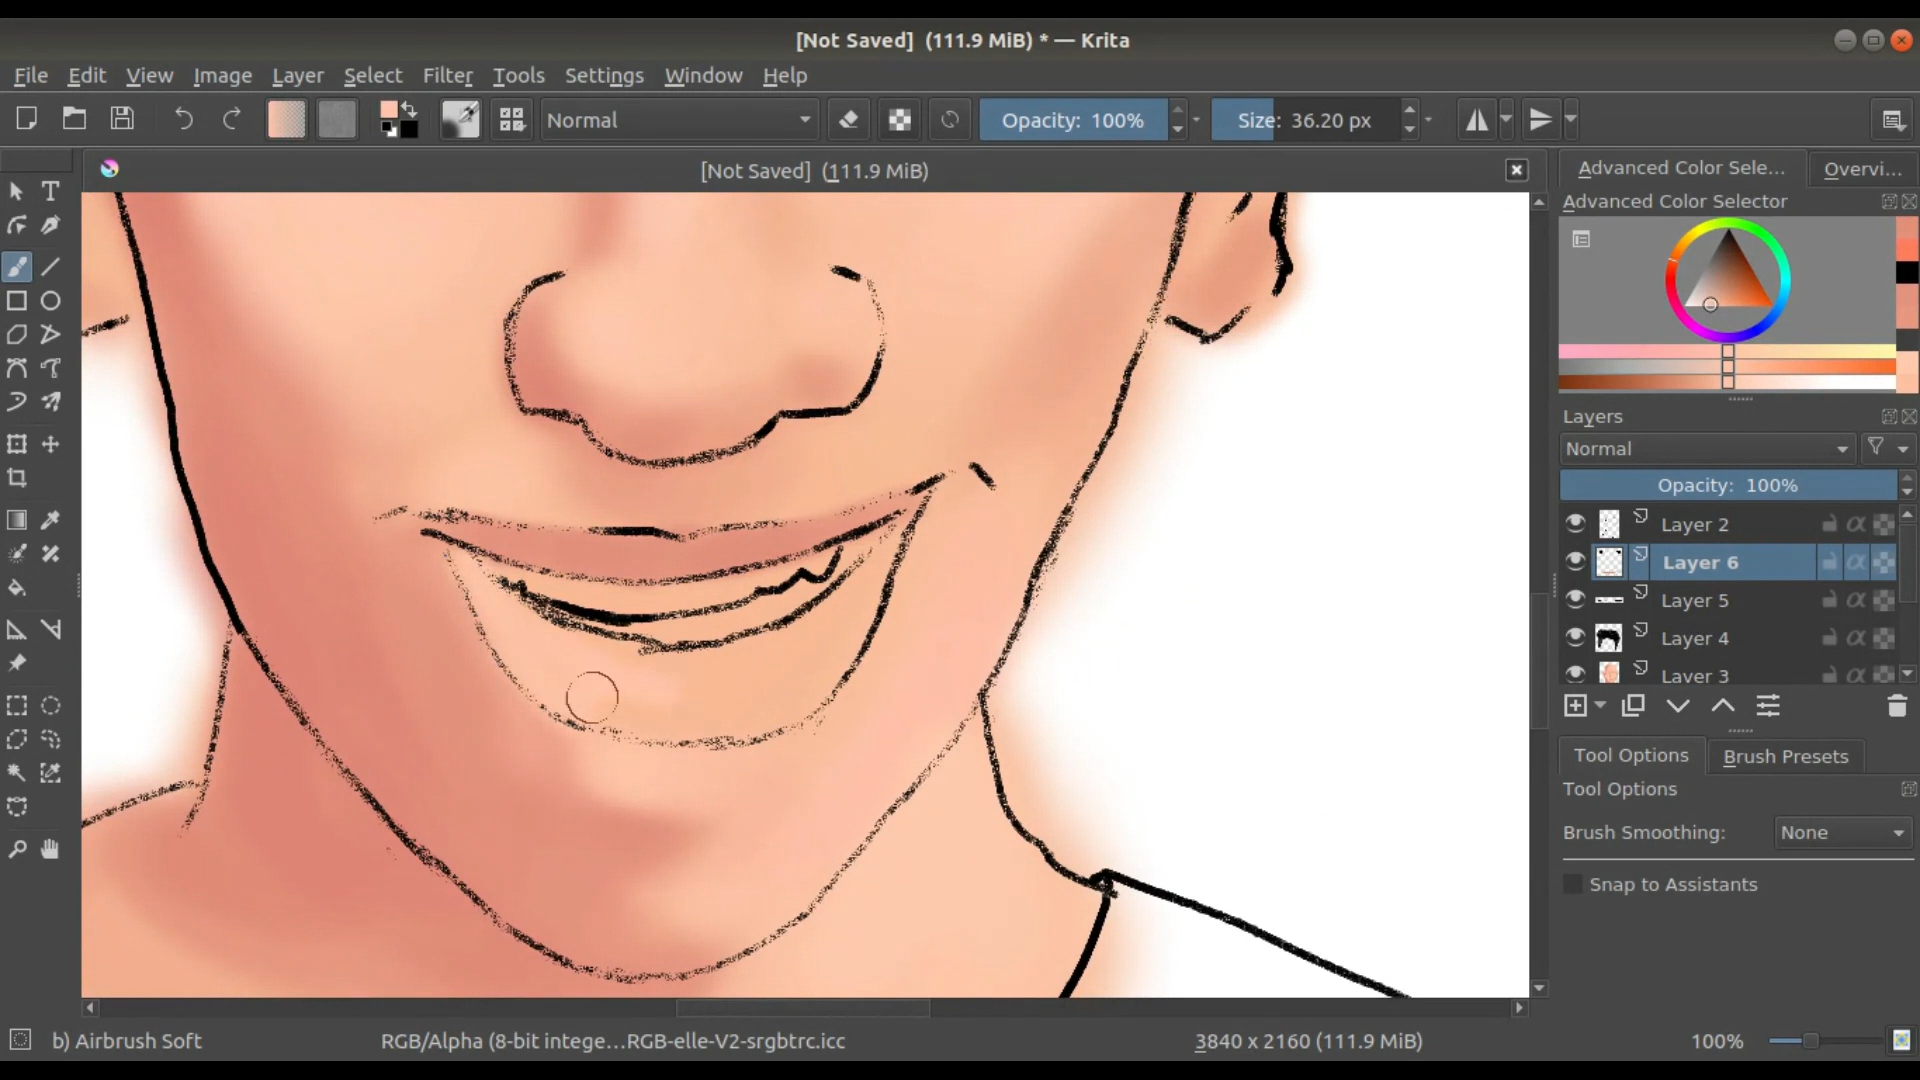 [Not Saved]  (111.9 MiB) * — Krita
File Edit View Image Layer Select Filter Tools Settings Window Help
Normal Opacity: 100% Size: 36.20 px
[Not Saved]  (111.9 MiB)
Advanced Color Sele... Overvi...
Advanced Color Selector
Layers
Normal
Opacity:  100%
Layer 2
Layer 6
Layer 5
Layer 4
Layer 3
Tool Options Brush Presets
Tool Options
Brush Smoothing: None
Snap to Assistants
b) Airbrush Soft RGB/Alpha (8-bit intege...RGB-elle-V2-srgbtrc.icc 3840 x 2160 (111.9 MiB) 100%